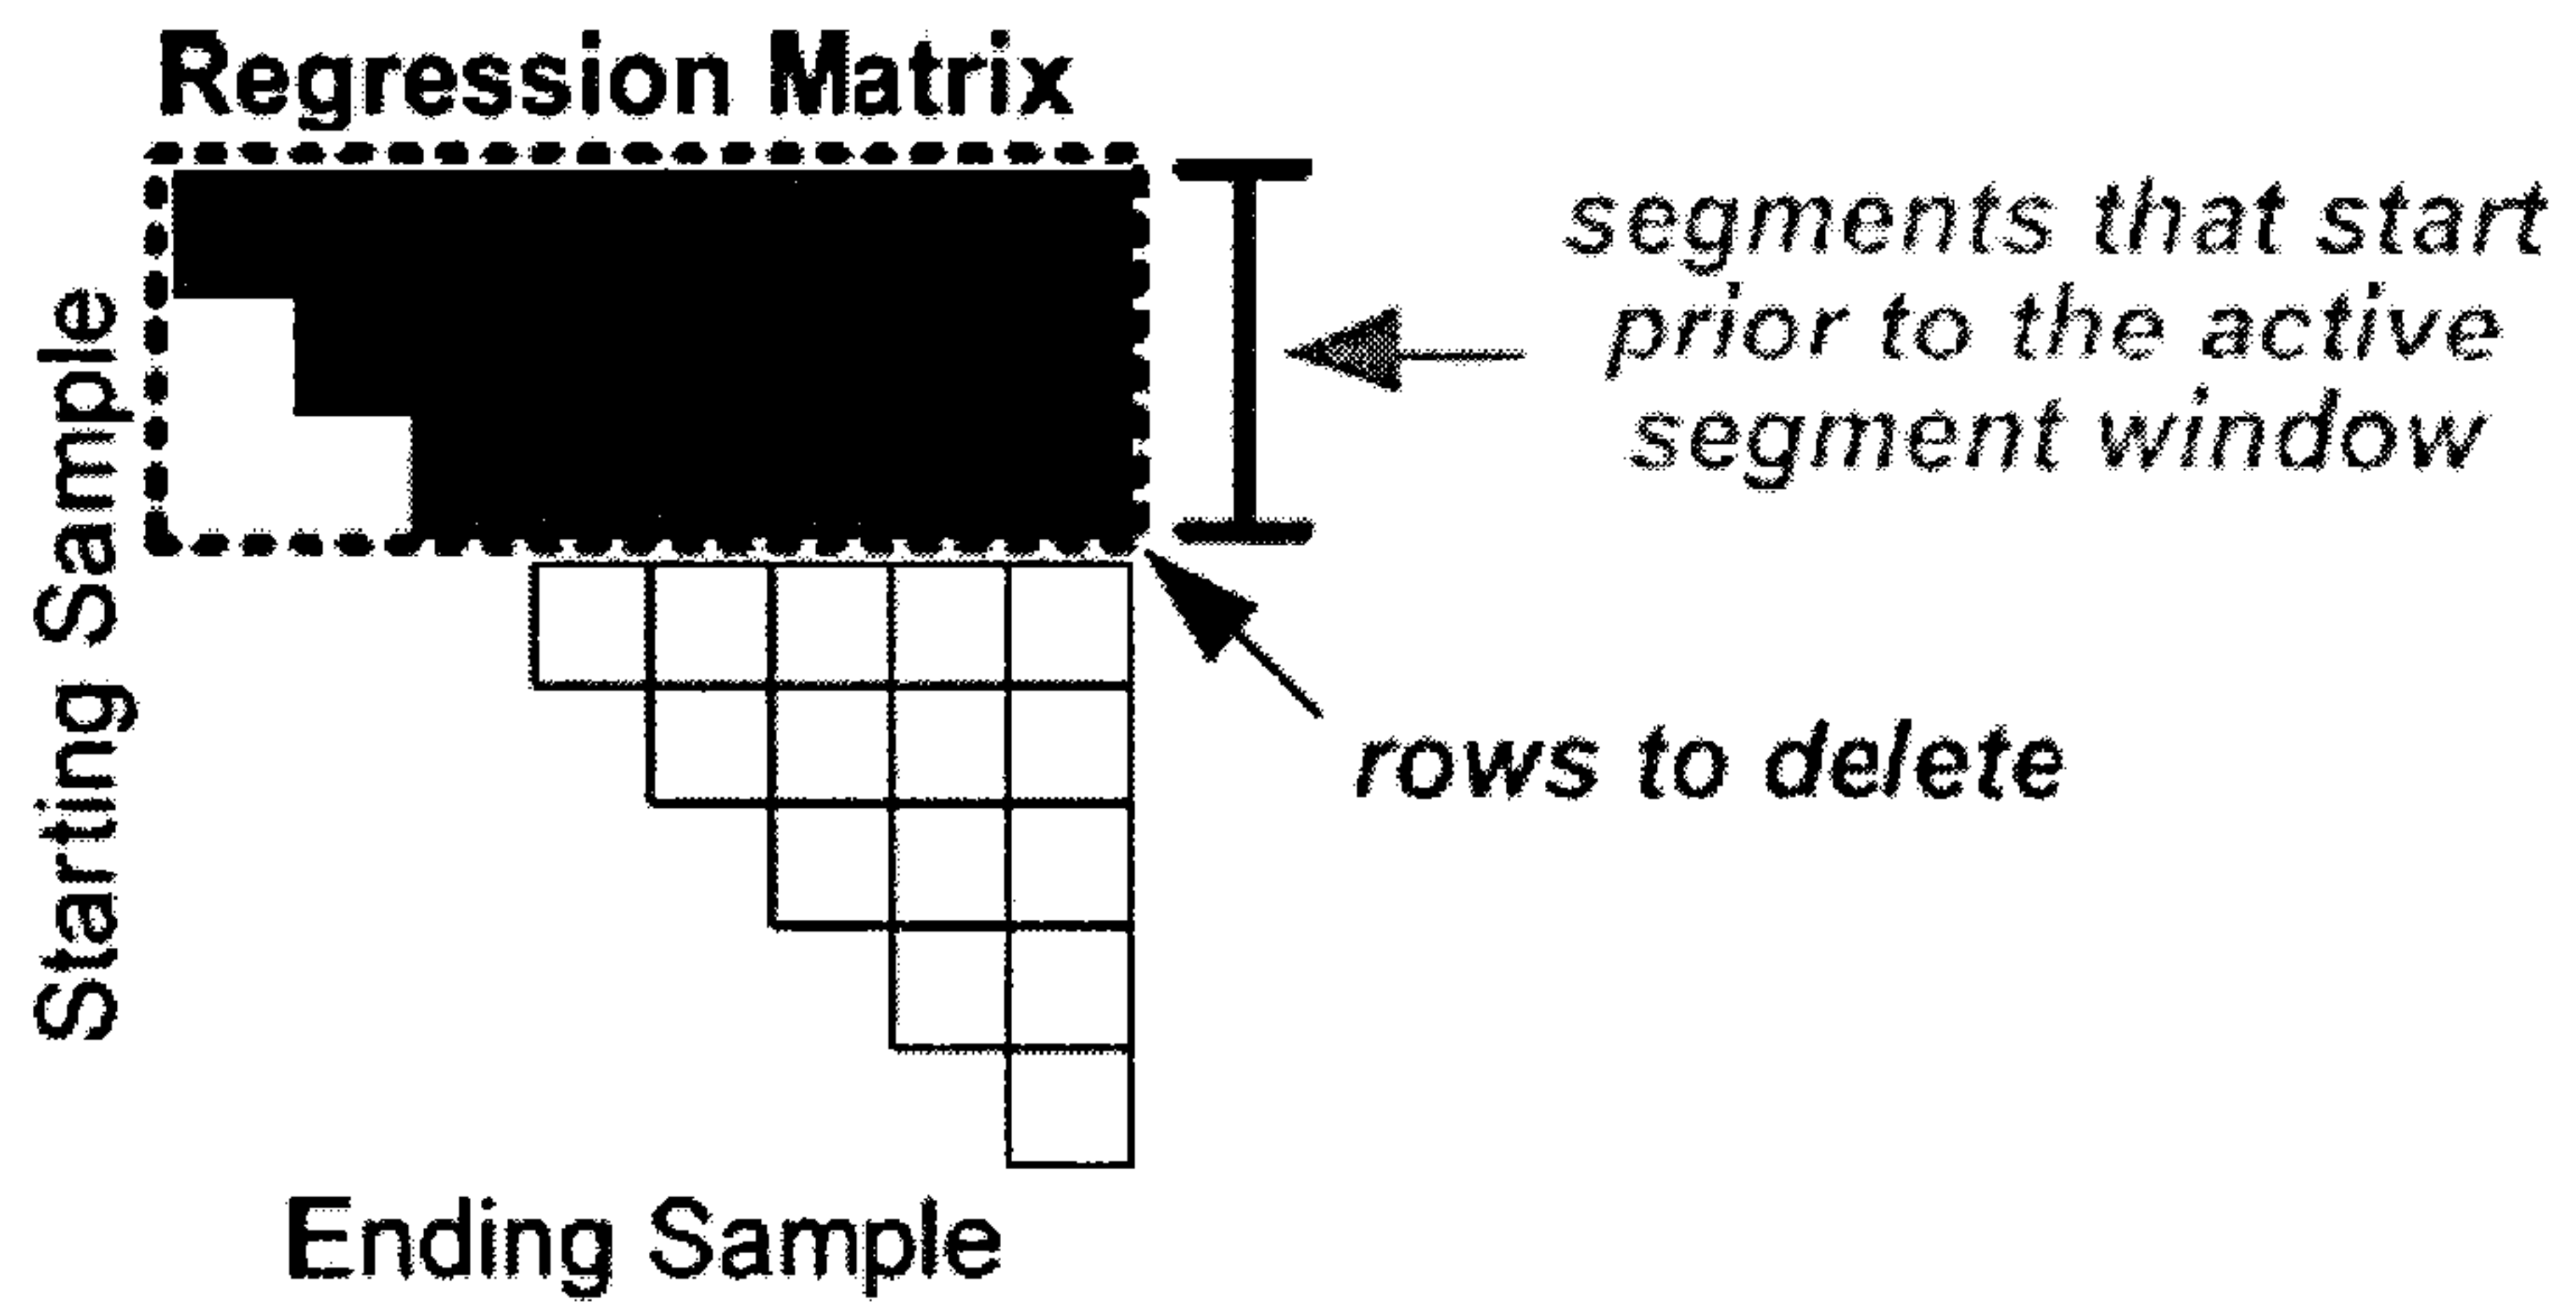 Regression Matrix
segments that start
prior to the active
segment window
rows to delete
Starting Sample
Ending Sample